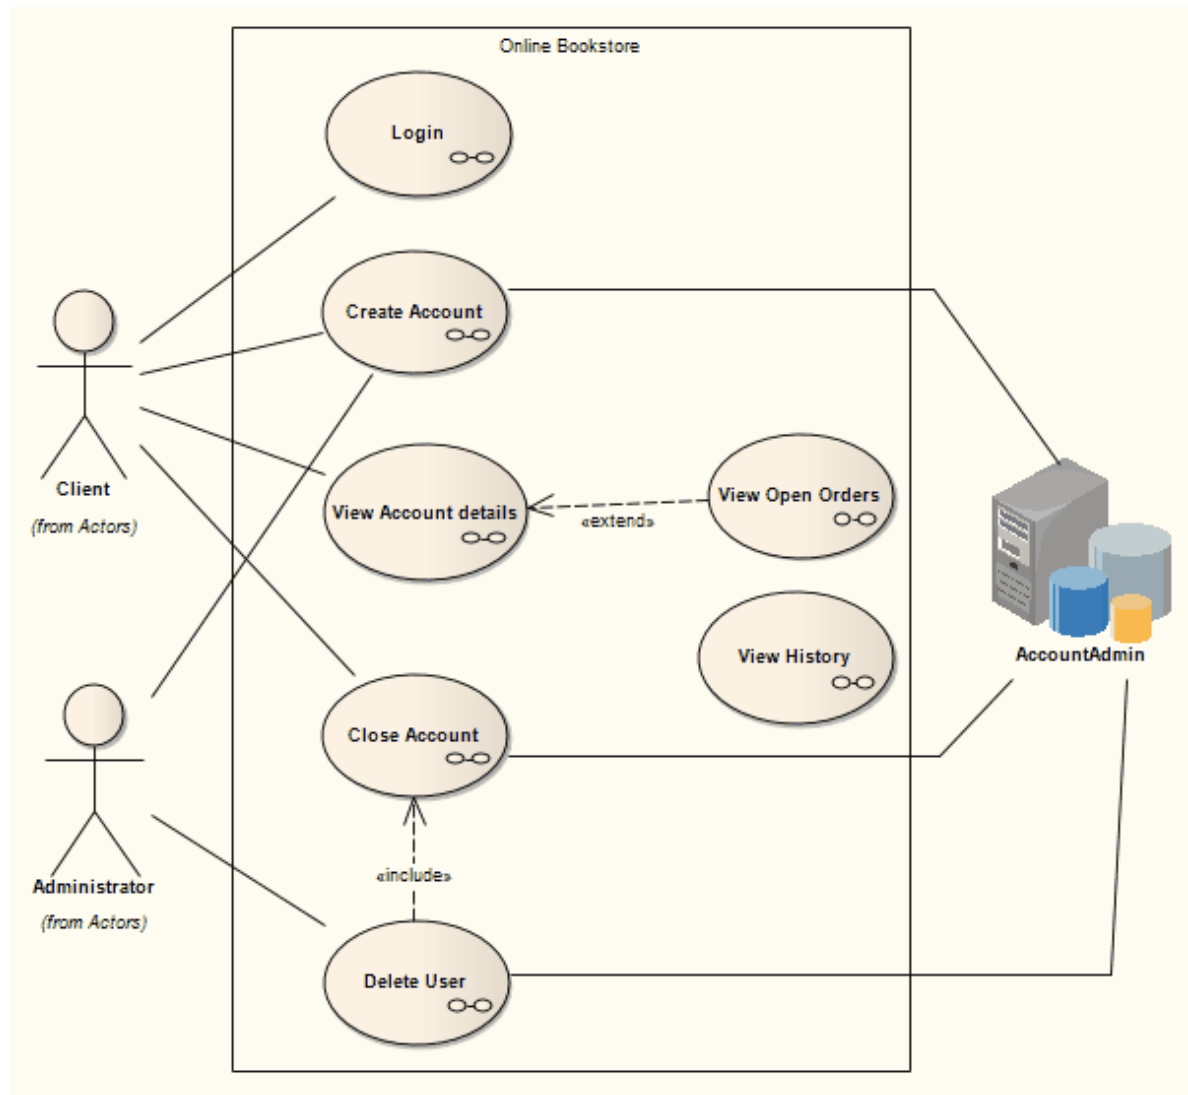 Online Bookstore
Login
Create Account
Client
(from Actors)
View Account details
«extend»
View Open Orders
View History
AccountAdmin
Close Account
Administrator
(from Actors)
«include»
Delete User